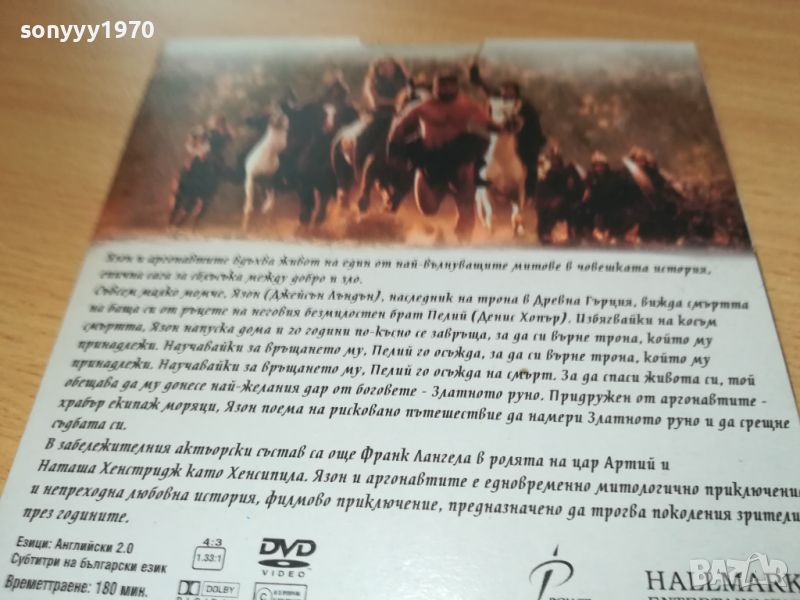 sonyyy1970
Язон и аргонавтите вдъхва живот на един от най-вълнуващите митове в човешката история,
епична сага за сблъсъка между добро и зло.
Съвсем малко момче, Язон (Джейсън Лъндън), наследник на трона в Древна Гърция, вижда смъртта
на баща си от ръцете на неговия безмилостен брат Пелий (Денис Хопър). Избягвайки на косъм
смъртта, Язон напуска дома и 20 години по-късно се завръща, за да си върне трона, който му
принадлежи. Научавайки за връщането му, Пелий го осъжда, за да си върне трона, който му
принадлежи. Научавайки за връщането му, Пелий го осъжда на смърт. За да спаси живота си, той
обещава да му донесе най-желания дар от боговете - Златното руно. Придружен от аргонавтите -
храбър екипаж моряци, Язон поема на рисковано пътешествие да намери Златното руно и да срещне
съдбата си.
В забележителния актьорски състав са още Франк Лангела в ролята на цар Артий и
Наташа Хенстридж като Хенсипила. Язон и аргонавтите е едновременно митологично приключение
и непреходна любовна история, филмово приключение, предназначено да трогва поколения зрители
през годините.
Езици: Английски 2.0
Субтитри на български език
Времетраене: 180 мин.
4:3
1.33:1
DVD
VIDEO
DOLBY
HALLMARK
bazar